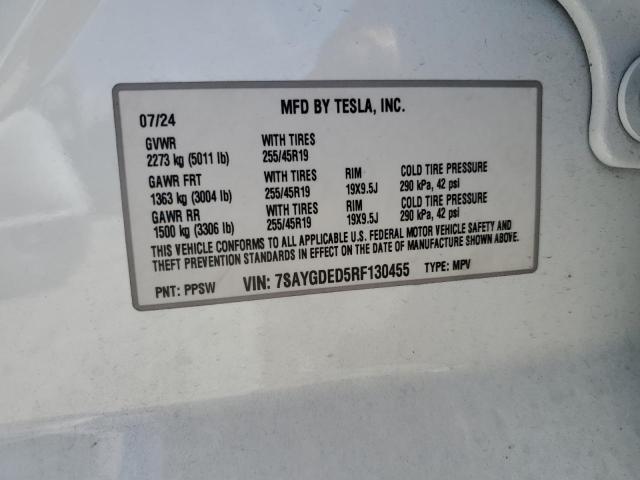 07/24 MFD BY TESLA, INC.
GVWR WITH TIRES
2273 kg (5011 lb) 255/45R19
GAWR FRT WITH TIRES RIM COLD TIRE PRESSURE
1363 kg (3004 lb) 255/45R19 19X9.5J 290 kPa, 42 psi
GAWR RR WITH TIRES RIM COLD TIRE PRESSURE
1500 kg (3306 lb) 255/45R19 19X9.5J 290 kPa, 42 psi
THIS VEHICLE CONFORMS TO ALL APPLICABLE U.S. FEDERAL MOTOR VEHICLE SAFETY AND
THEFT PREVENTION STANDARDS IN EFFECT ON THE DATE OF MANUFACTURE SHOWN ABOVE.
PNT: PPSW VIN: 7SAYGDED5RF130455 TYPE: MPV